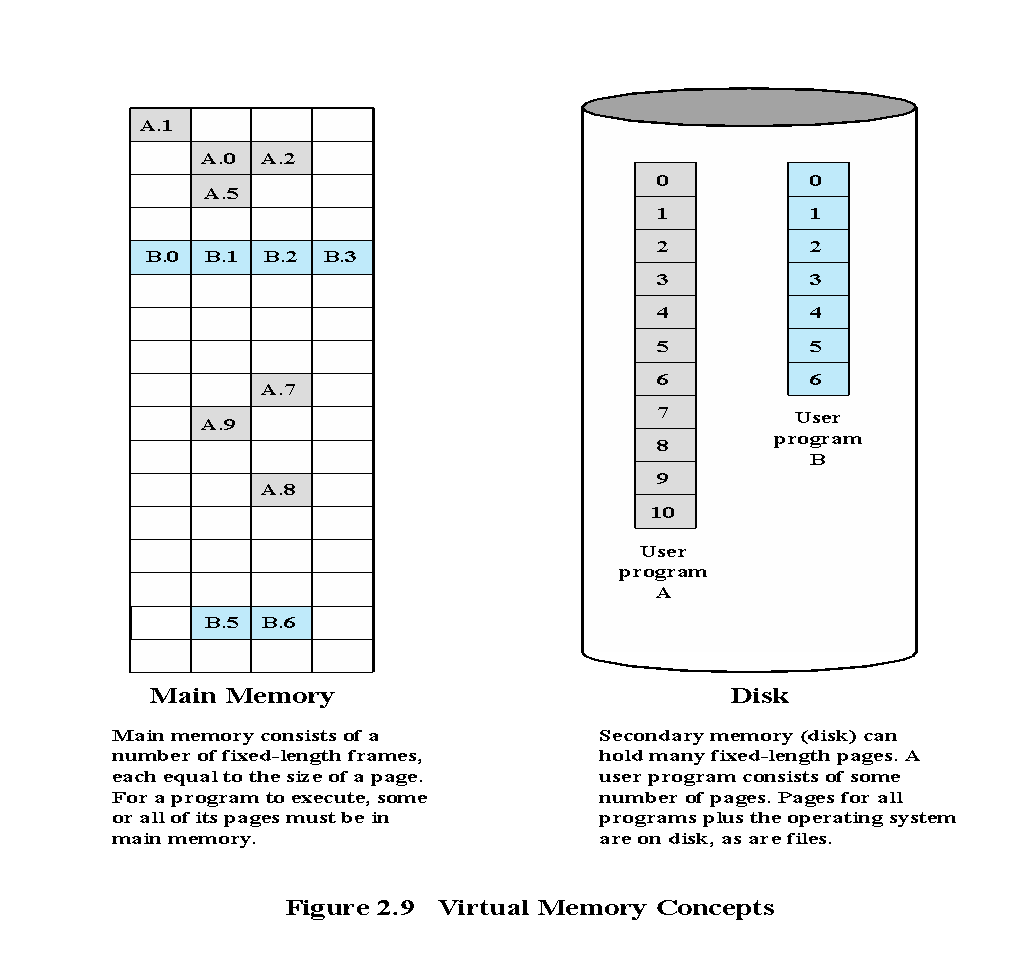 A.1
A.0 A.2
A.5
B.0 B.1 B.2 B.3
A.7
A.9
A.8
B.5 B.6
Main Memory
Main memory consists of a
number of fixed-length frames,
each equal to the size of a page.
For a program to execute, some
or all of its pages must be in
main memory.
0
1
2
3
4
5
6
7
8
9
10
User
program
A
0
1
2
3
4
5
6
User
program
B
Disk
Secondary memory (disk) can
hold many fixed-length pages. A
user program consists of some
number of pages. Pages for all
programs plus the operating system
are on disk, as are files.
Figure 2.9 Virtual Memory Concepts